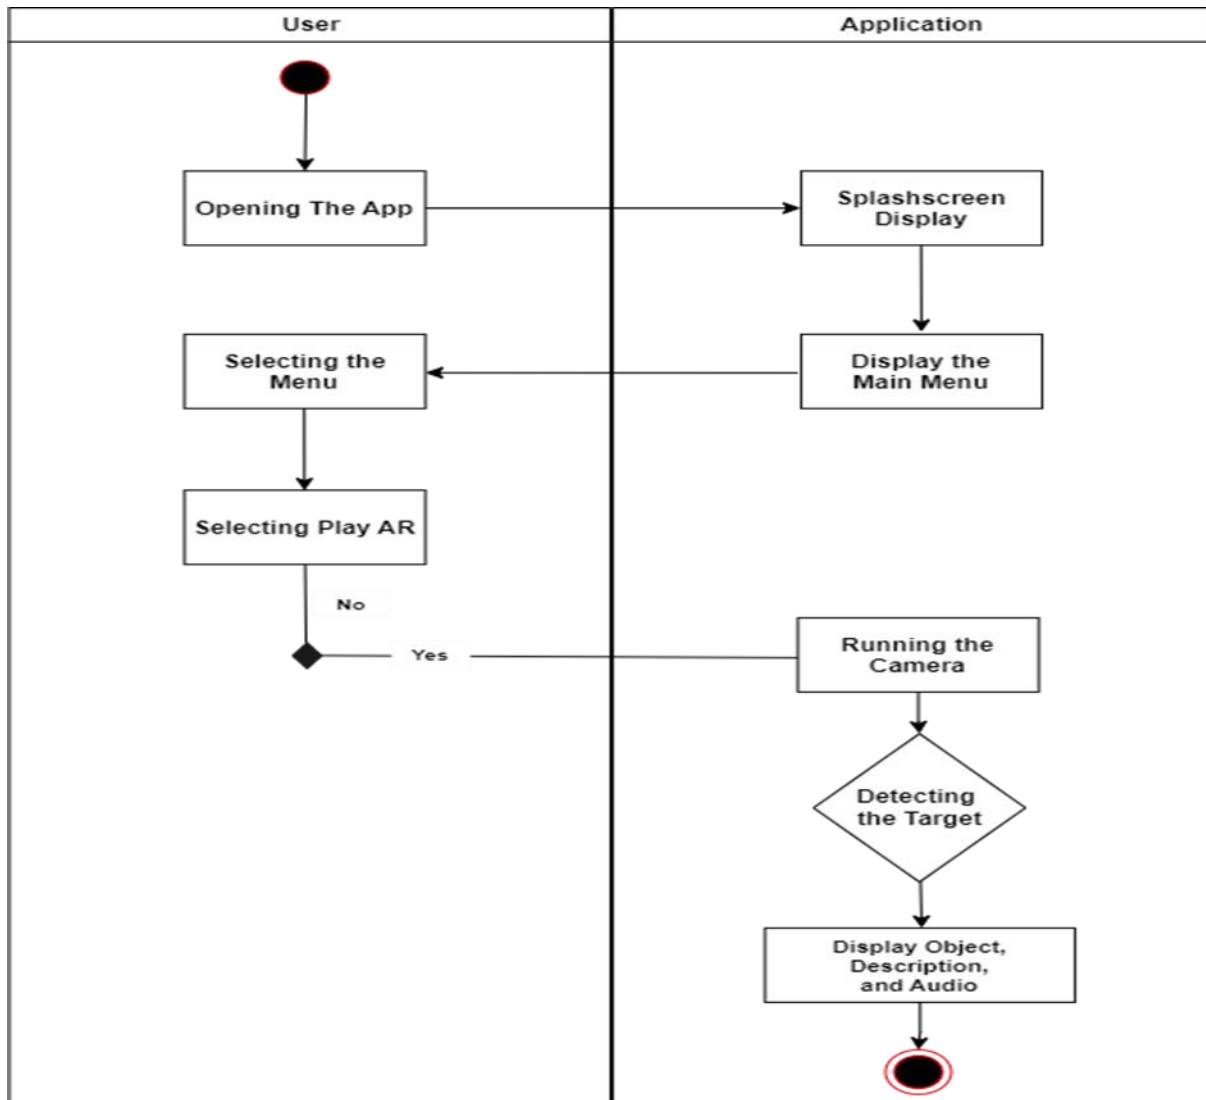 User
Application
Opening The App
Splashscreen
Display
Selecting the
Menu
Display the
Main Menu
Selecting Play AR
No
Yes
Running the
Camera
Detecting
the Target
Display Object,
Description,
and Audio